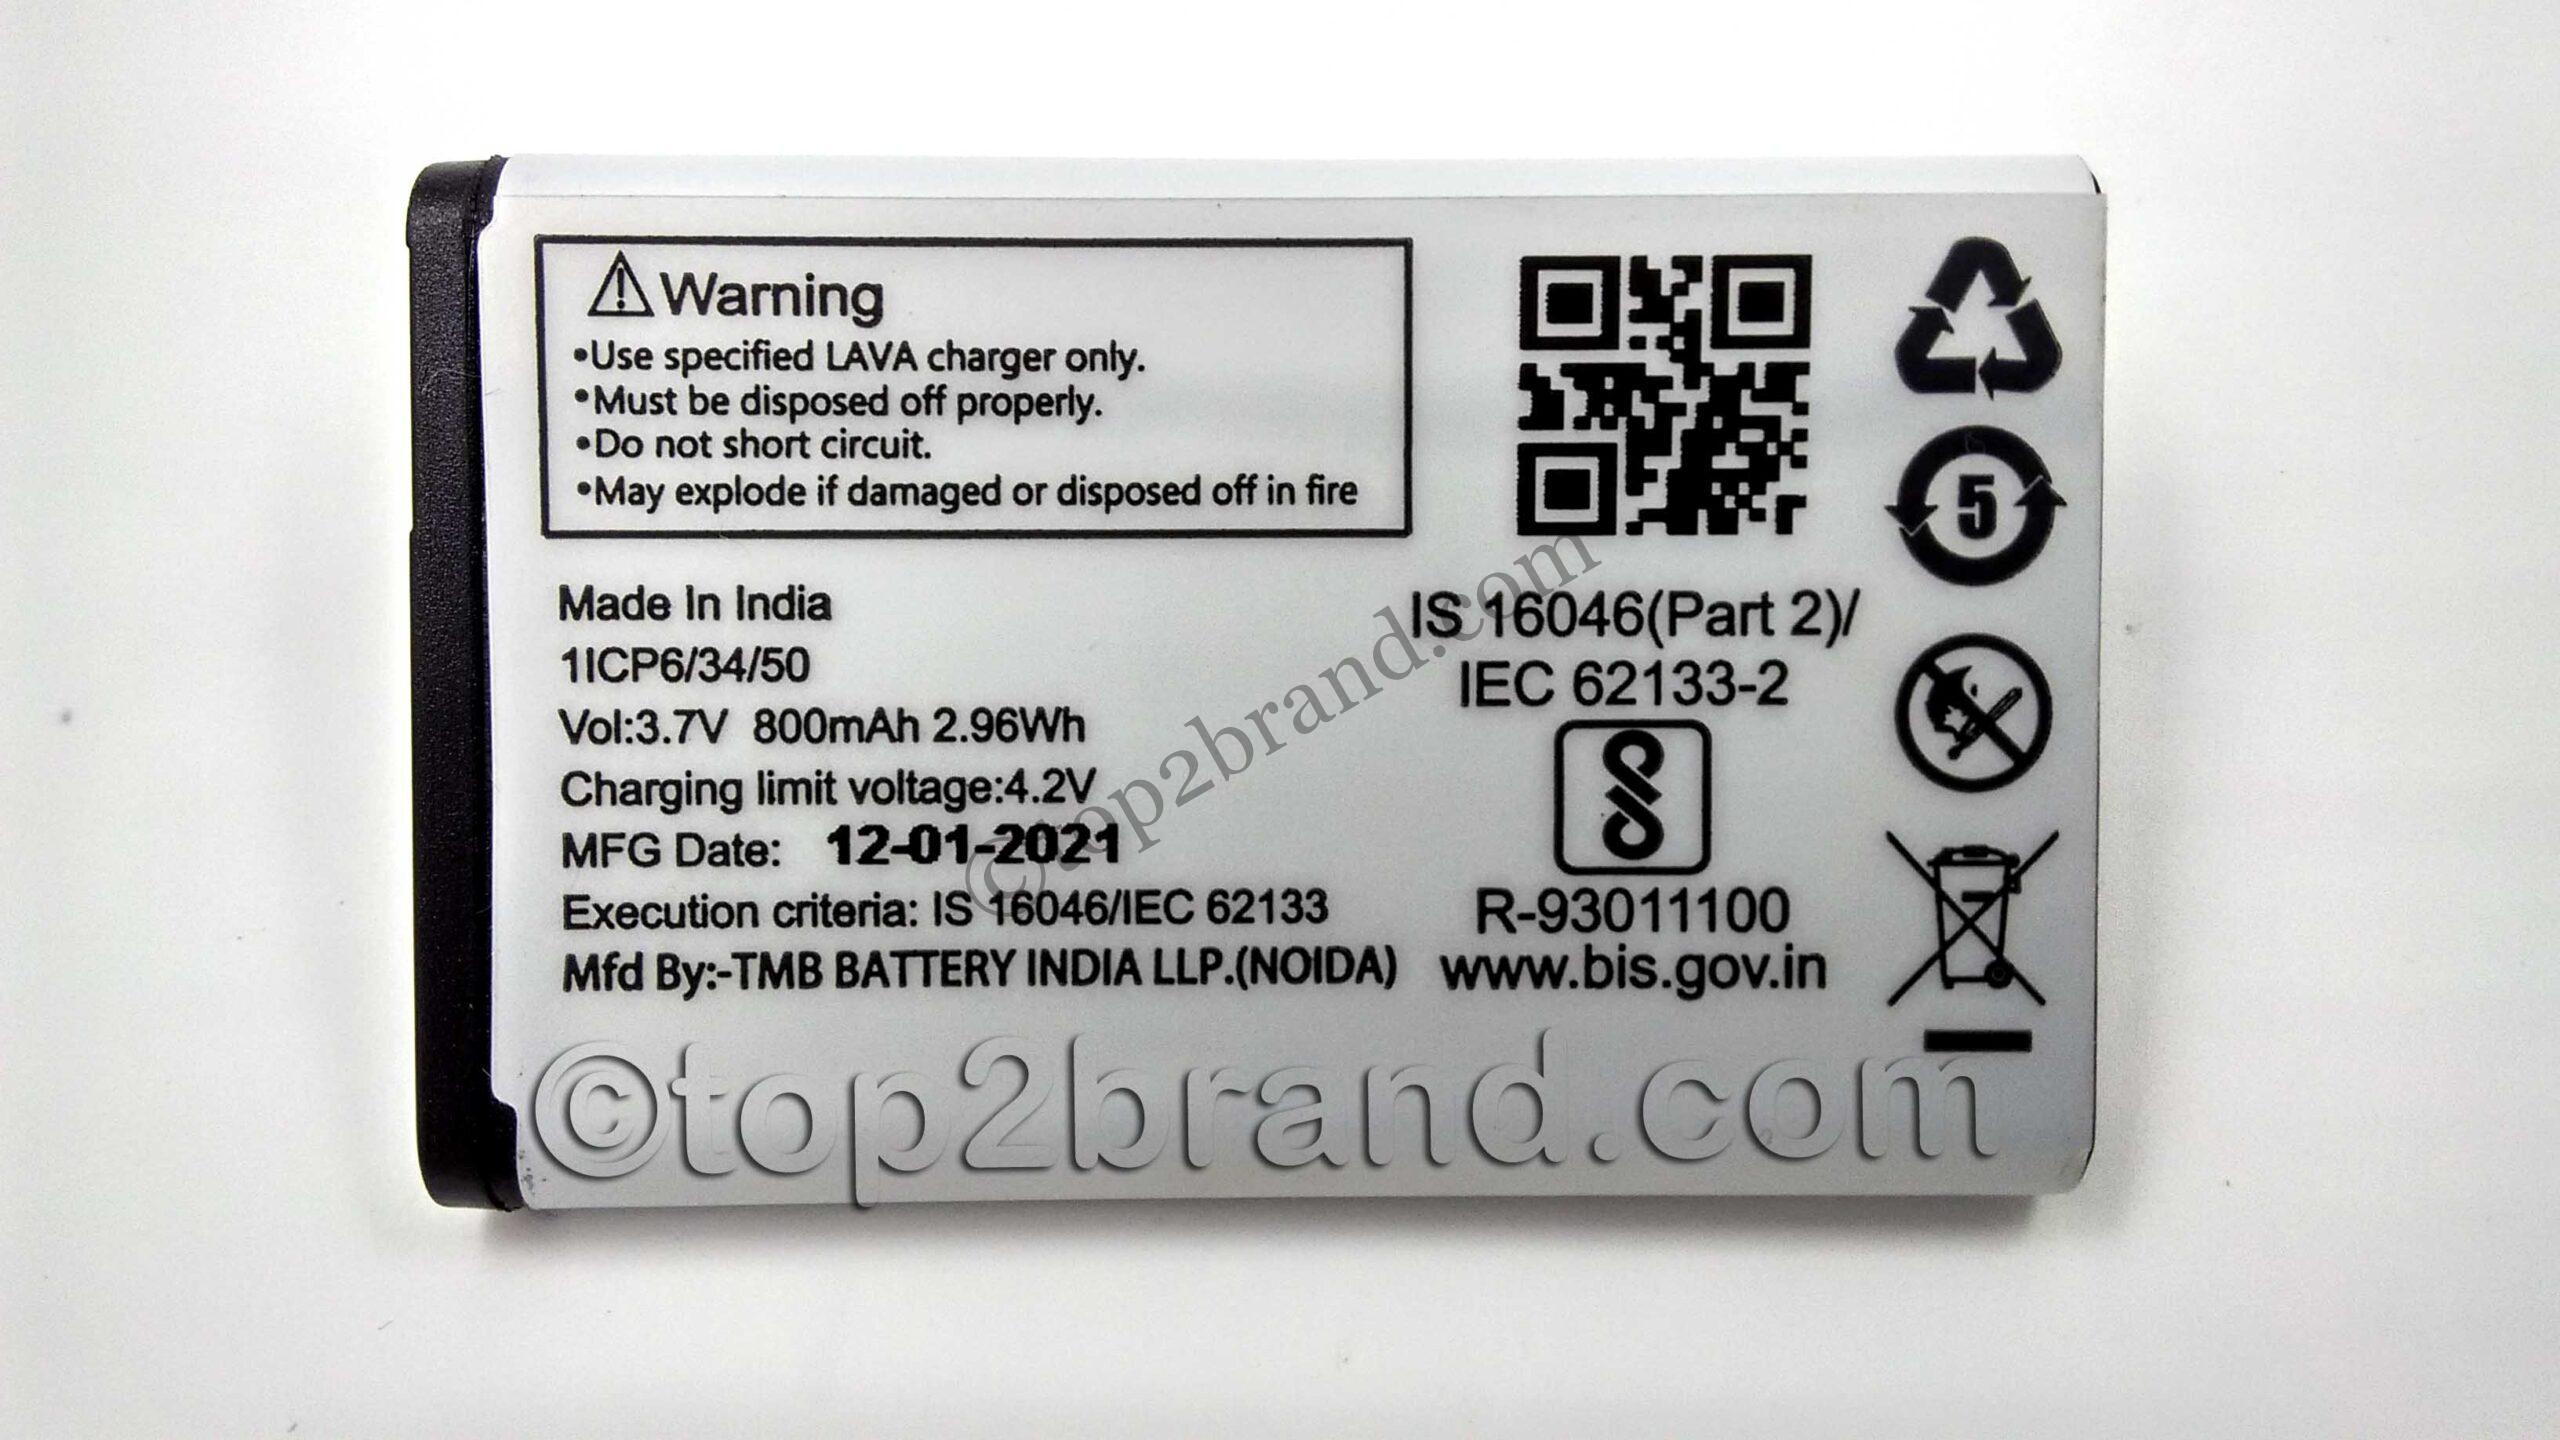 Warning
•Use specified LAVA charger only.
•Must be disposed off properly.
•Do not short circuit.
•May explode if damaged or disposed off in fire
Made In India
1ICP6/34/50
Vol:3.7V 800mAh 2.96Wh
Charging limit voltage:4.2V
MFG Date: 12-01-2021
Execution criteria: IS 16046/IEC 62133
Mfd By:-TMB BATTERY INDIA LLP.(NOIDA)
IS 16046(Part 2)/
IEC 62133-2
R-93011100
www.bis.gov.in
5
©top2brand.com
©top2brand.com